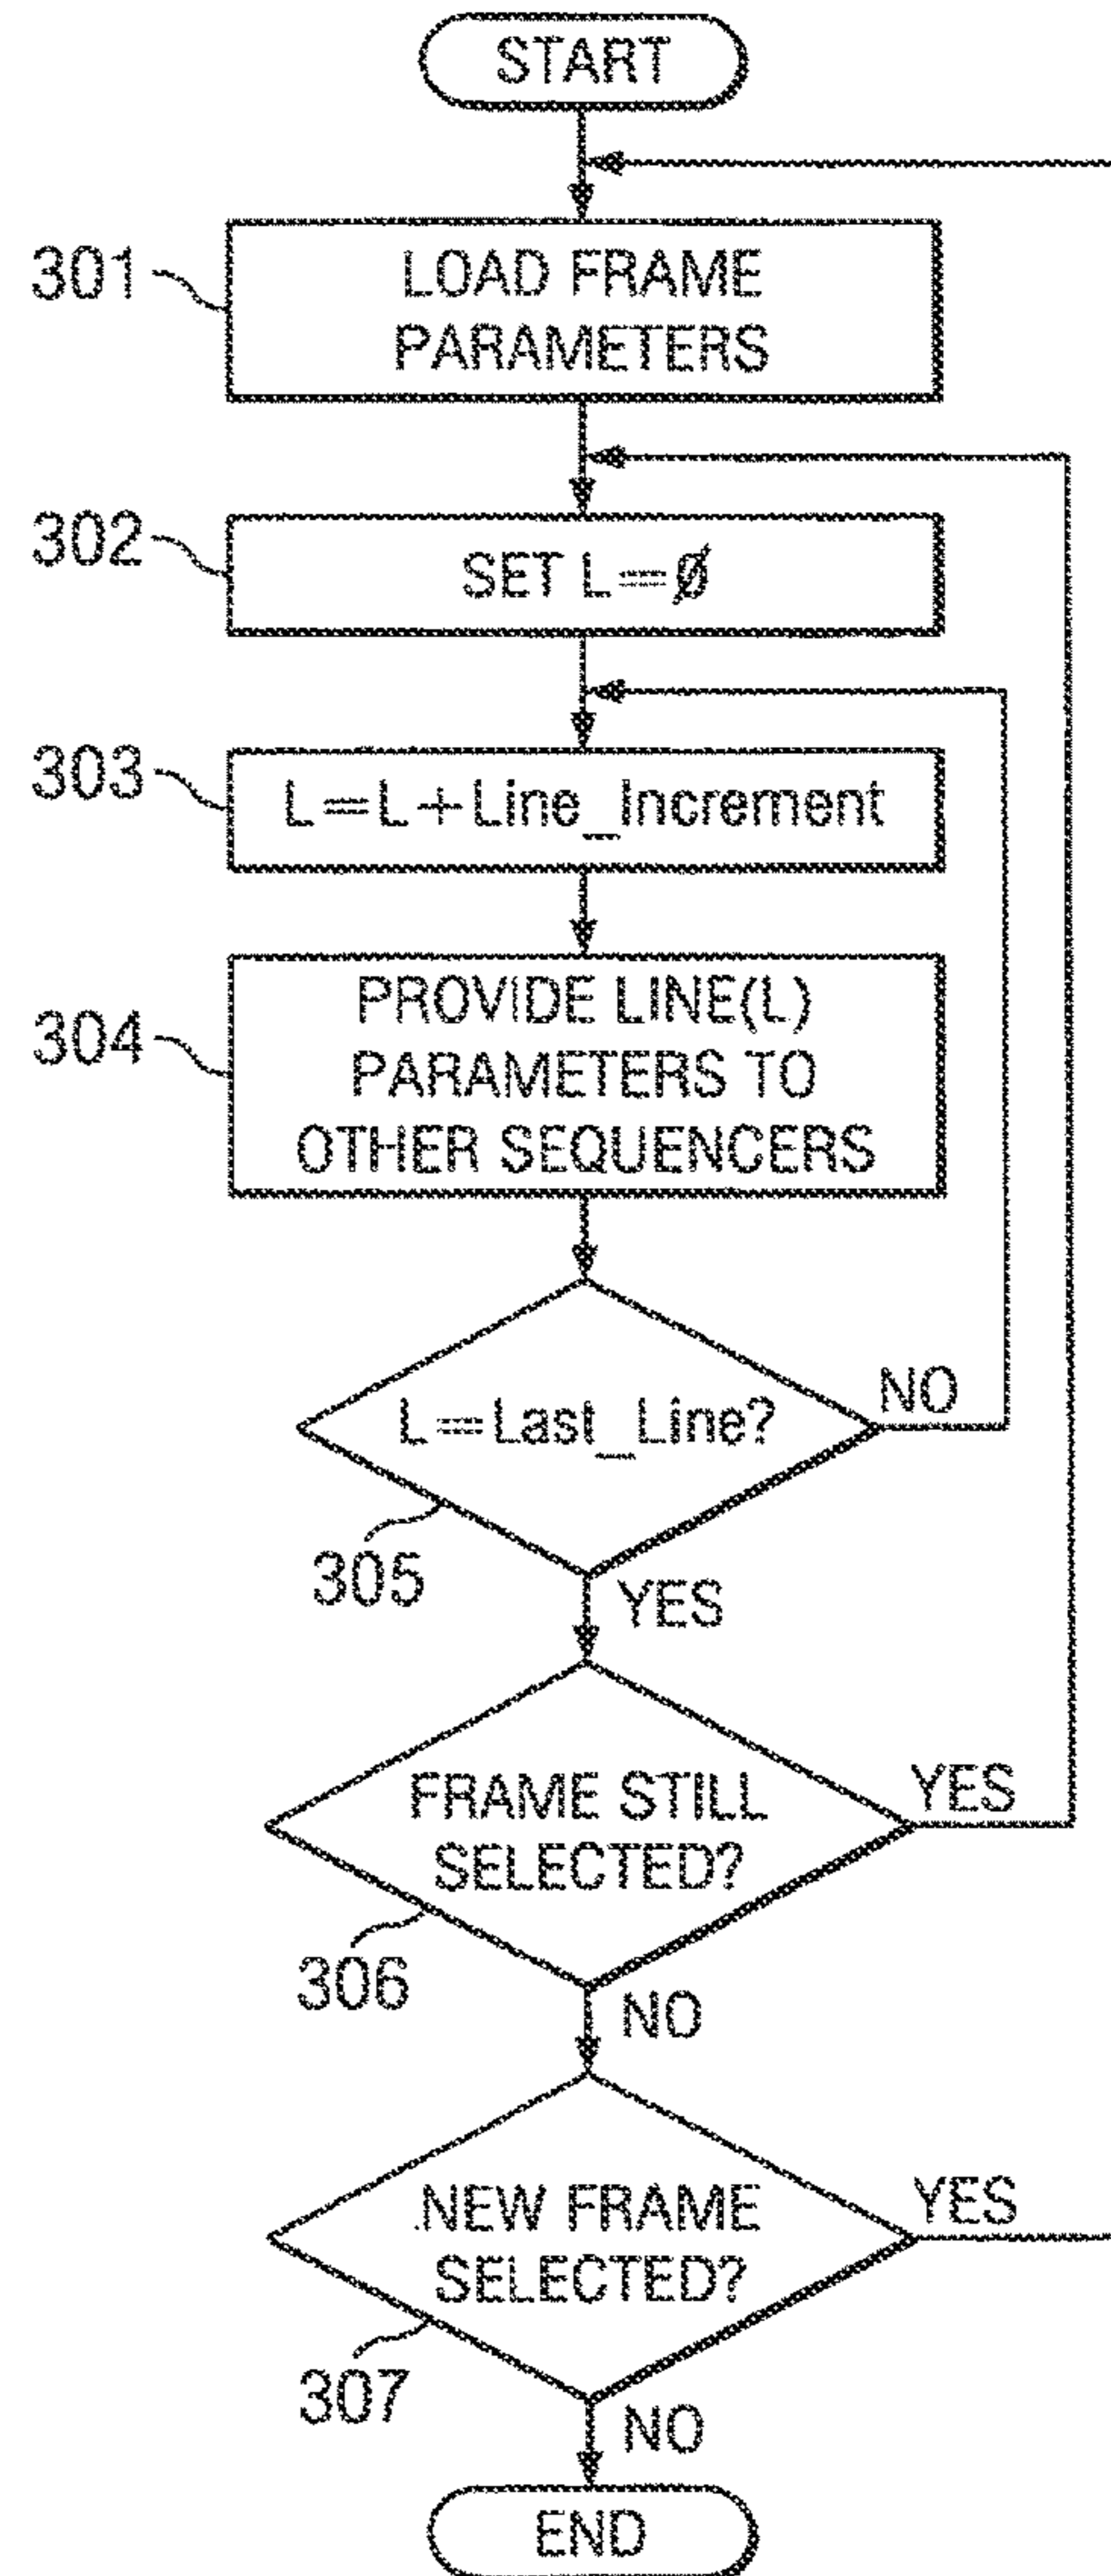 START
301
LOAD FRAME
PARAMETERS
302
SET L=Ø
303
L=L+Line_Increment
304
PROVIDE LINE(L)
PARAMETERS TO
OTHER SEQUENCERS
L=Last_Line?
NO
305
YES
FRAME STILL
SELECTED?
YES
306
NO
NEW FRAME
SELECTED?
YES
307
NO
END